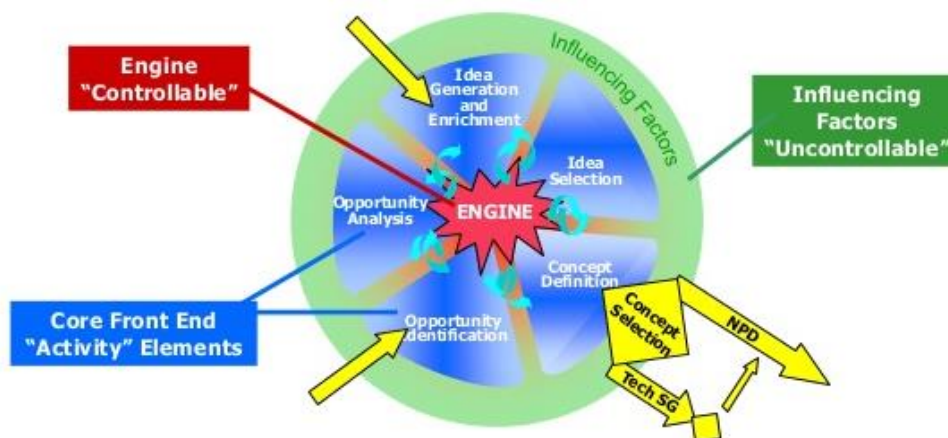 Engine
“Controllable”
Influencing Factors
Influencing
Factors
“Uncontrollable”
Idea
Generation
and
Enrichment
Idea
Selection
Opportunity
Analysis
ENGINE
Concept
Definition
Core Front End
“Activity” Elements
Opportunity
Identification
Concept
Selection
NPD
Tech SG